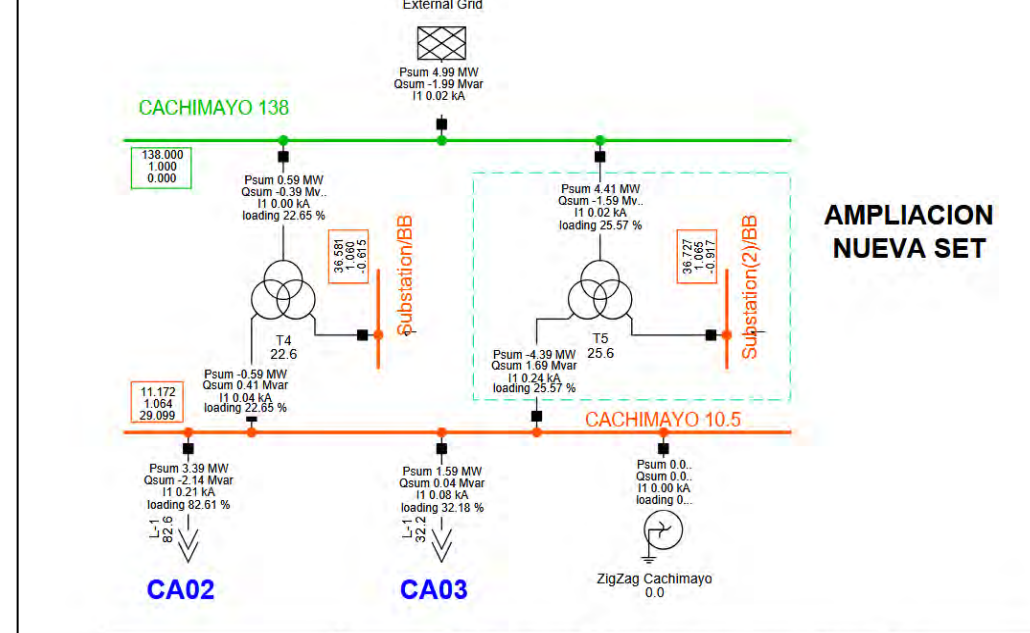 External Grid
Psum 4.99 MW
Qsum -1.99 Mvar
I1 0.02 kA
CACHIMAYO 138
138.000
1.000
0.000
Psum 0.59 MW
Qsum -0.39 Mv..
I1 0.00 kA
loading 22.65 %
Psum 4.41 MW
Qsum -1.59 Mv..
I1 0.02 kA
loading 25.57 %
AMPLIACION
NUEVA SET
36.581
1.060
-0.615
Substation/BB
36.727
1.065
-0.917
Substation(2)/BB
T4
22.6
T5
25.6
Psum -0.59 MW
Qsum 0.41 Mvar
I1 0.04 kA
loading 22.65 %
Psum -4.39 MW
Qsum 1.69 Mvar
I1 0.24 kA
loading 25.57 %
11.172
1.064
29.099
CACHIMAYO 10.5
Psum 3.39 MW
Qsum -2.14 Mvar
I1 0.21 kA
loading 82.61 %
Psum 1.59 MW
Qsum 0.04 Mvar
I1 0.08 kA
loading 32.18 %
Psum 0.0..
Qsum 0.0..
I1 0.00 kA
loading 0...
L-1
82.6
L-1
32.2
CA02
CA03
ZigZag Cachimayo
0.0